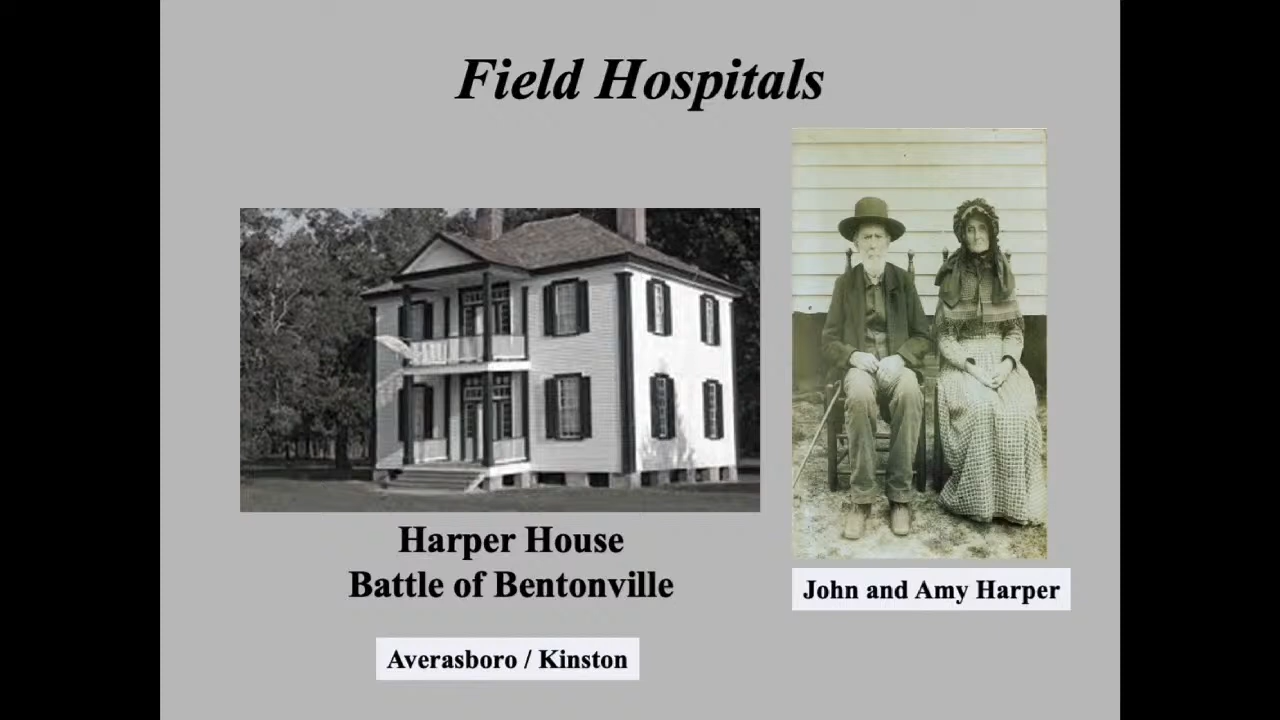 Field Hospitals
Harper House
Battle of Bentonville
John and Amy Harper
Averasboro / Kinston